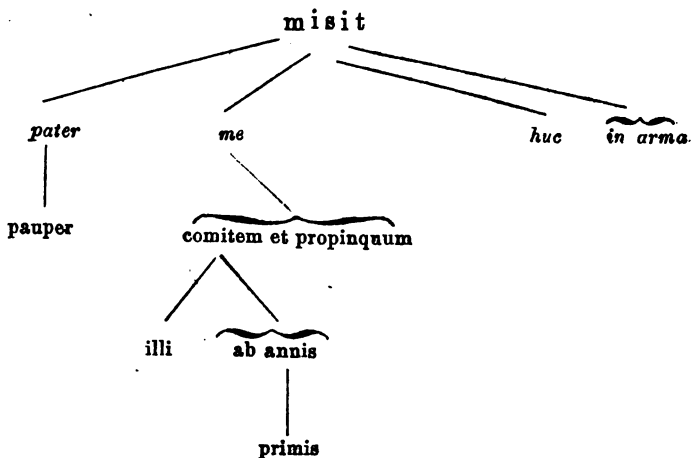 misit
pater me huc in arma
pauper
comitem et propinquum
illi ab annis
primis